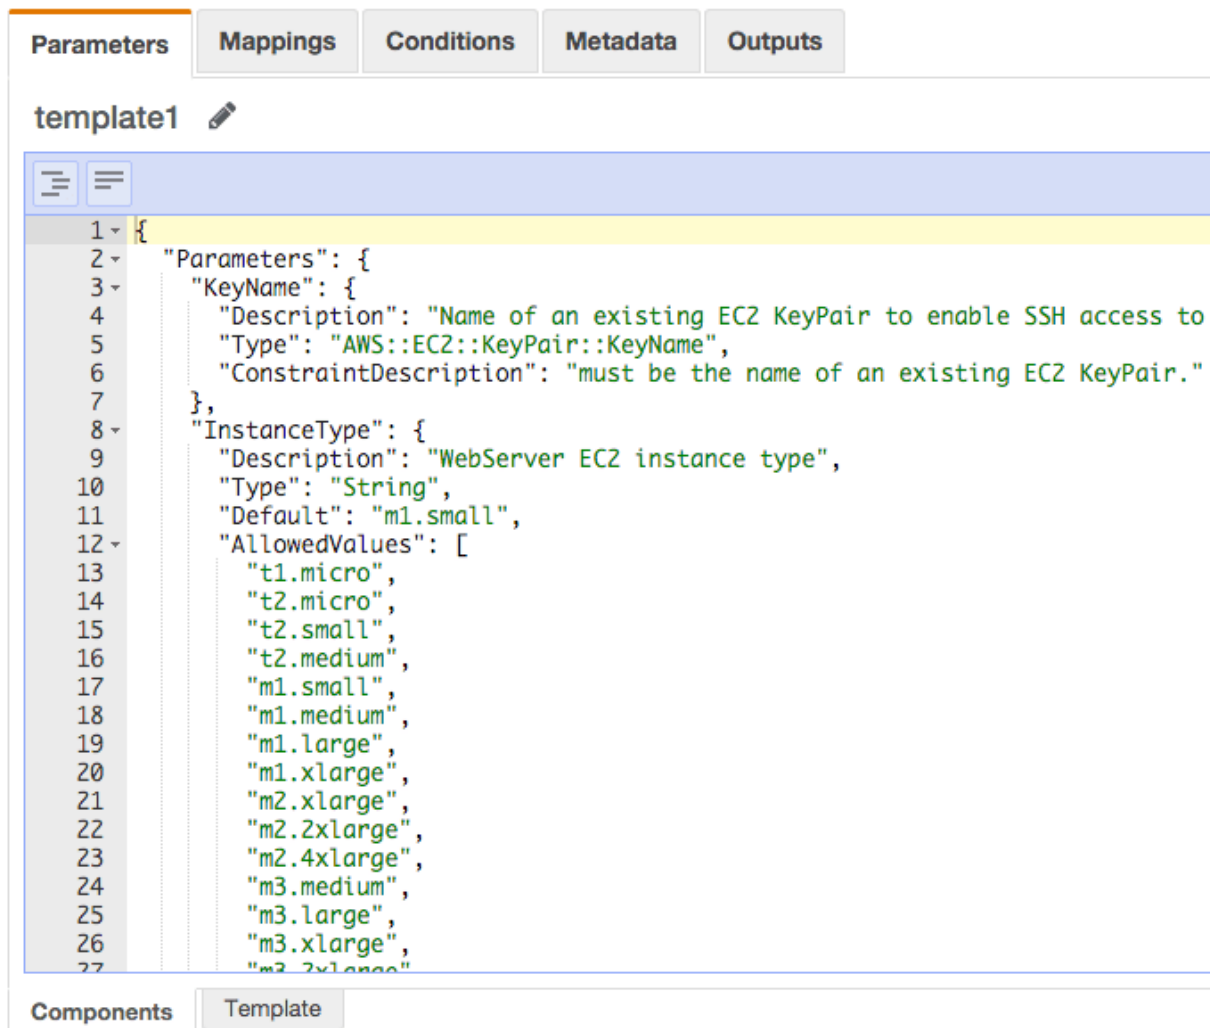 Parameters Mappings Conditions Metadata Outputs
template1
1 {
2 "Parameters": {
3 "KeyName": {
4 "Description": "Name of an existing EC2 KeyPair to enable SSH access to
5 "Type": "AWS::EC2::KeyPair::KeyName",
6 "ConstraintDescription": "must be the name of an existing EC2 KeyPair."
7 },
8 "InstanceType": {
9 "Description": "WebServer EC2 instance type",
10 "Type": "String",
11 "Default": "m1.small",
12 "AllowedValues": [
13 "t1.micro",
14 "t2.micro",
15 "t2.small",
16 "t2.medium",
17 "m1.small",
18 "m1.medium",
19 "m1.large",
20 "m1.xlarge",
21 "m2.xlarge",
22 "m2.2xlarge",
23 "m2.4xlarge",
24 "m3.medium",
25 "m3.large",
26 "m3.xlarge",
27 "m3.2xlarge"
Components Template